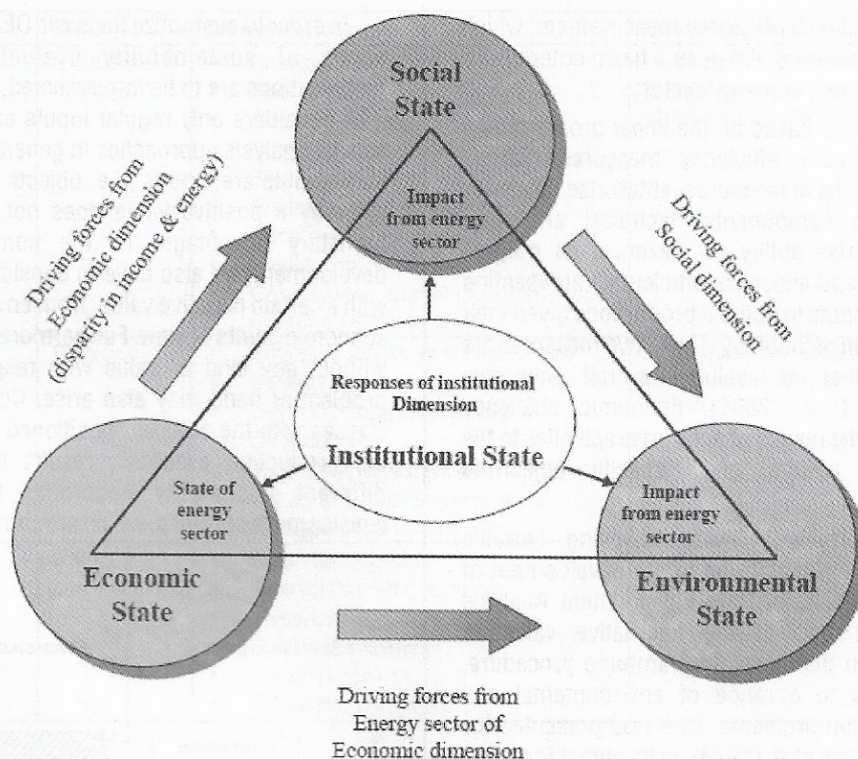 Social
State
Impact
from energy
sector
Driving forces from
Economic dimension
(disparity in income & energy)
Driving forces from
Social dimension
Responses of institutional
Dimension
Institutional State
State of
energy
sector
Economic
State
Impact
from energy
sector
Environmental
State
Driving forces from
Energy sector of
Economic dimension